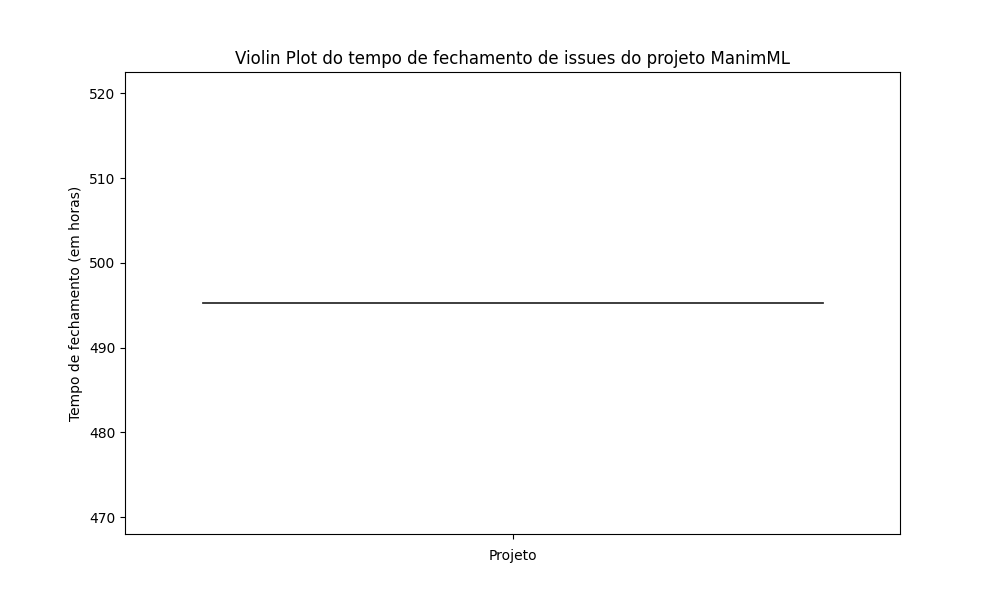 Violin Plot do tempo de fechamento de issues do projeto ManimML
520
510
500
490
480
470
Tempo de fechamento (em horas)
Projeto